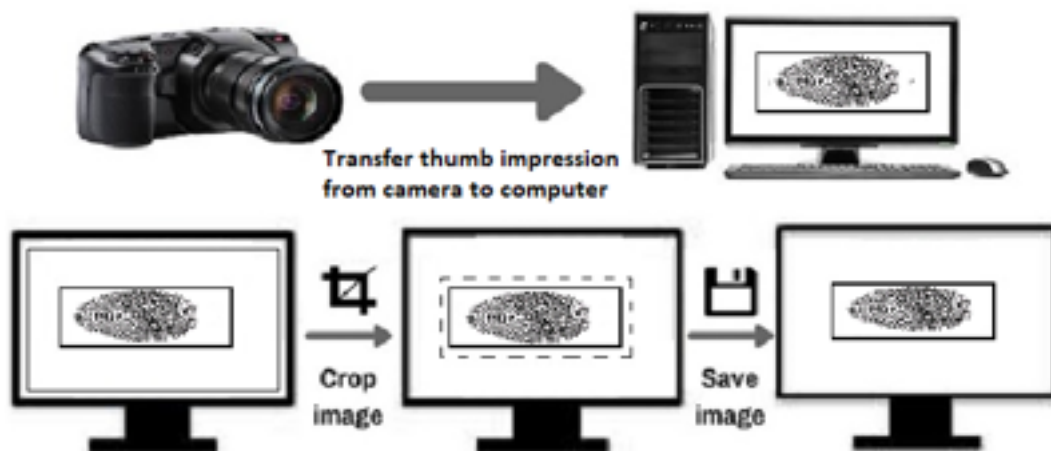 Transfer thumb impression
from camera to computer
Crop
image
Save
image